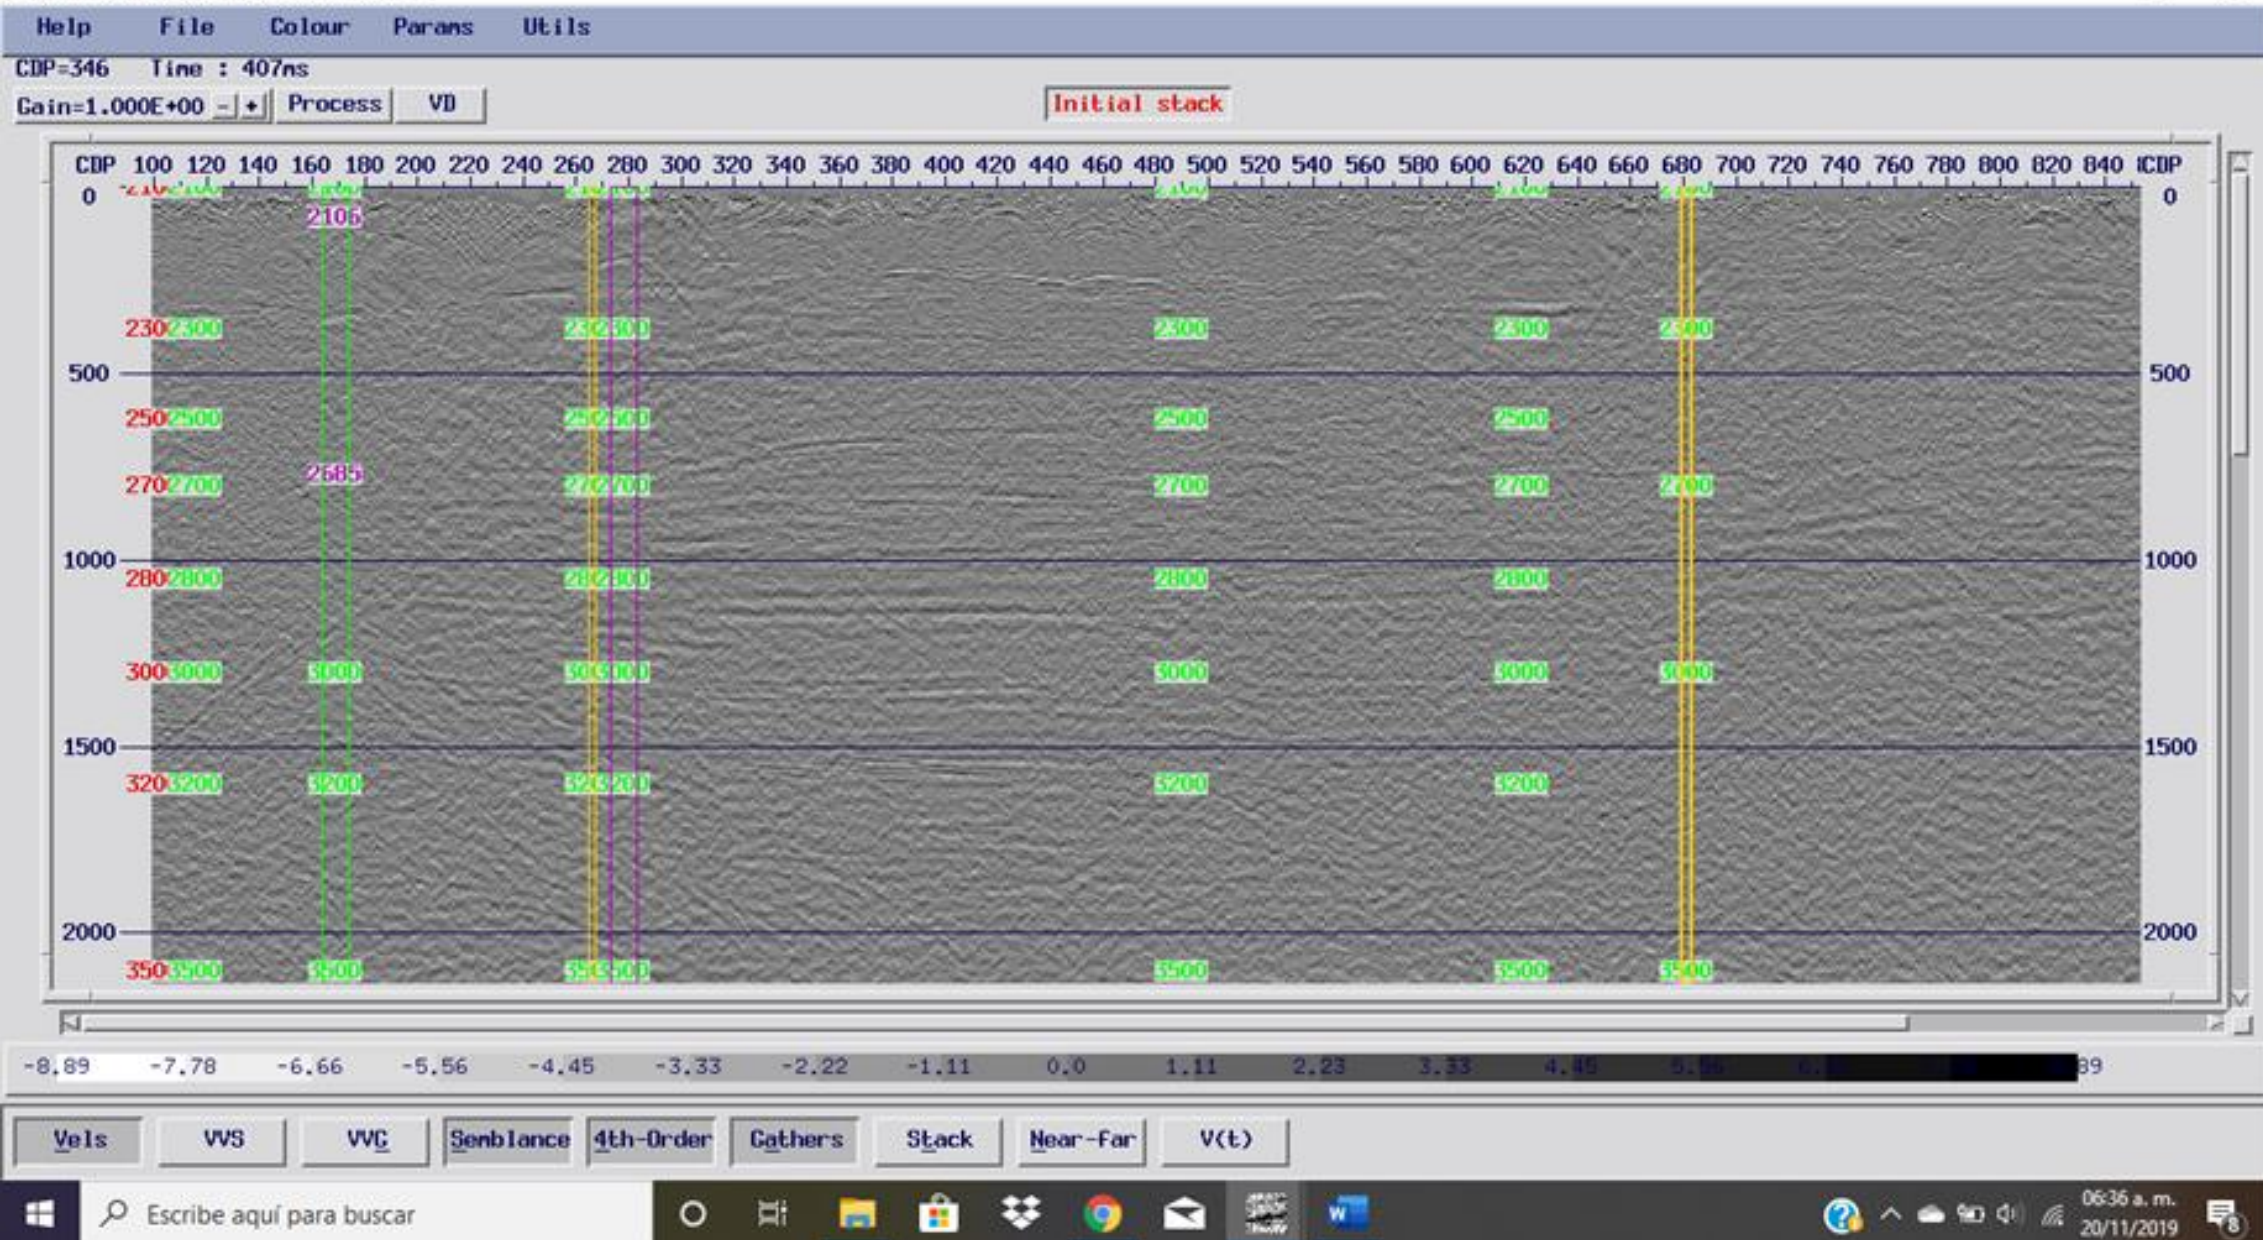 Help File Colour Params Utils
CDP=346 Time : 407ms
Gain=1.000E+00 - + Process VD Initial stack
CDP 100 120 140 160 180 200 220 240 260 280 300 320 340 360 380 400 420 440 460 480 500 520 540 560 580 600 620 640 660 680 700 720 740 760 780 800 820 840 CDP
0 0
2106
230 2300 2300 2300 2300
500 500
250 2500 2500 2500
2685
270 2700 2700 2700 2700
1000 1000
280 2800 2800 2800
300 3000 3000 3000 3000 3000
1500 1500
320 3200 3200 3200 3200
2000 2000
350 3500 3500 3500 3500 3500
-8.89 -7.78 -6.66 -5.56 -4.45 -3.33 -2.22 -1.11 0.0 1.11 2.23 3.33 4.45 5.56 89
Vels VVS VVG Semblance 4th-Order Gathers Stack Near-Far V(t)
Escribe aquí para buscar
06:36 a. m.
20/11/2019
8